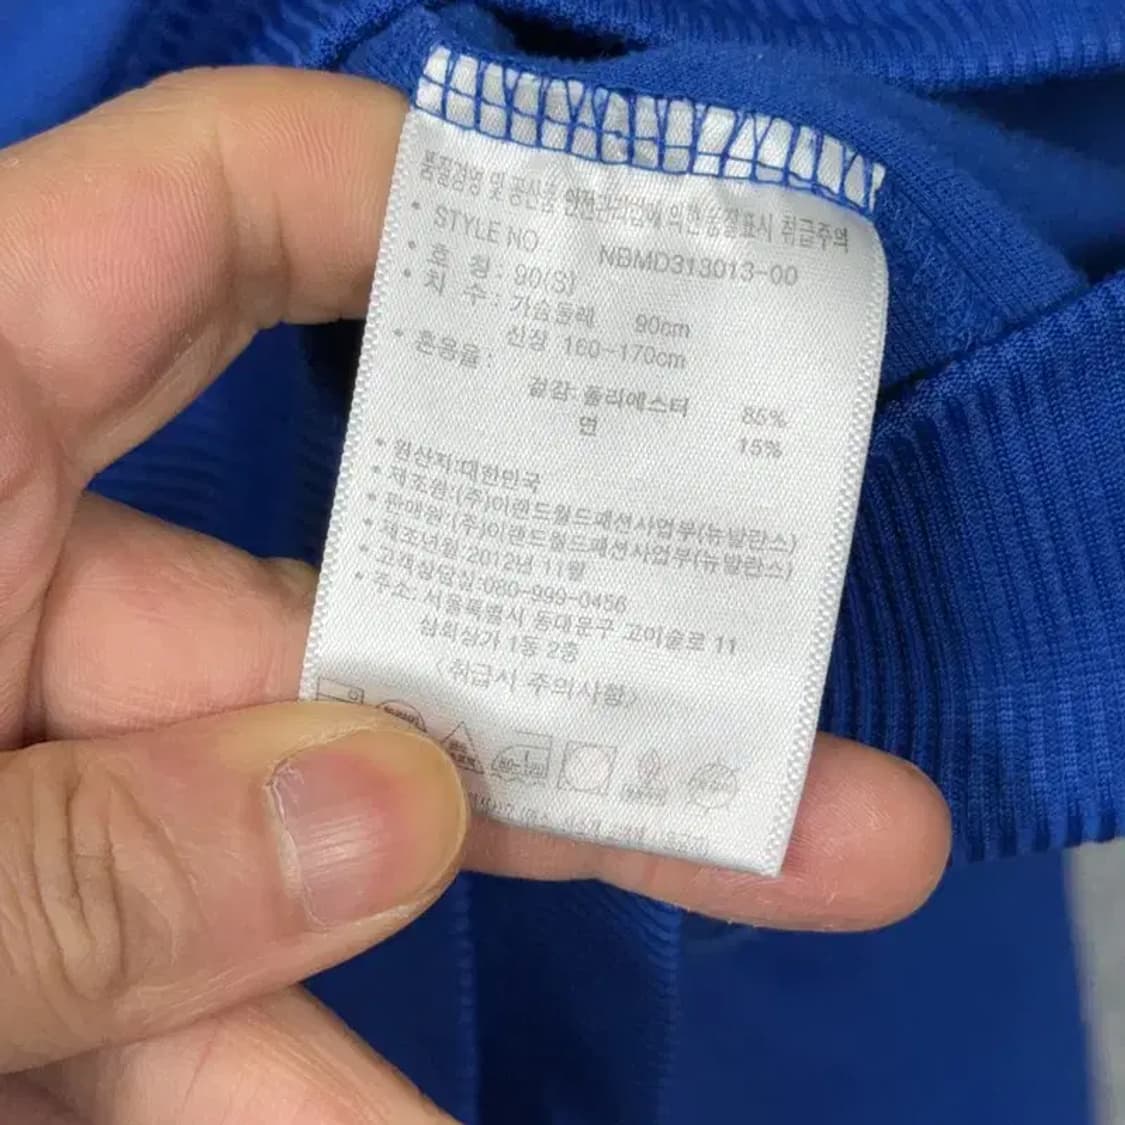 품질경영 및 공산품 안전관리법에 의한 품질표시 취급주의
* STYLE NO NBMD313013-00
* 호 칭 : 90(S)
* 치 수 : 가슴둘레 90cm
신장 160-170cm
* 혼용율 :
겉감: 폴리에스터 85%
면 15%
* 원산지:대한민국
* 제조원:(주)이랜드월드패션사업부(뉴발란스)
* 판매원:(주)이랜드월드패션사업부(뉴발란스)
* 제조년월:2012년 11월
* 고객상담실:080-999-0456
* 주소: 서울특별시 동대문구 고미술로 11
삼희상가 1동 2층
<취급시 주의사항>